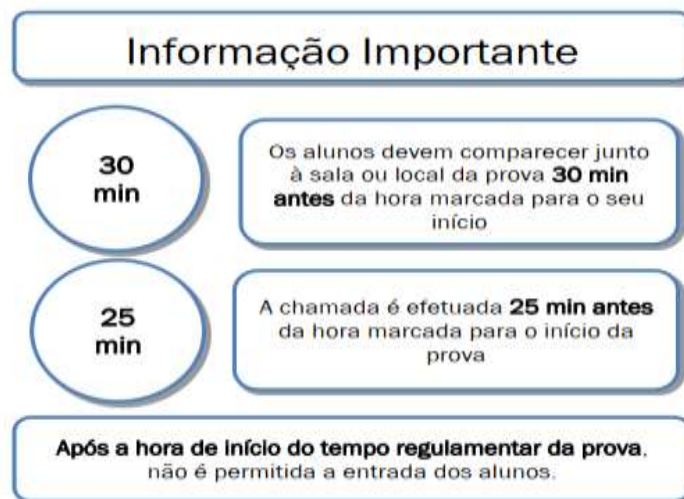 Informação Importante
30
min
Os alunos devem comparecer junto
à sala ou local da prova 30 min
antes da hora marcada para o seu
início
25
min
A chamada é efetuada 25 min antes
da hora marcada para o início da
prova
Após a hora de início do tempo regulamentar da prova,
não é permitida a entrada dos alunos.